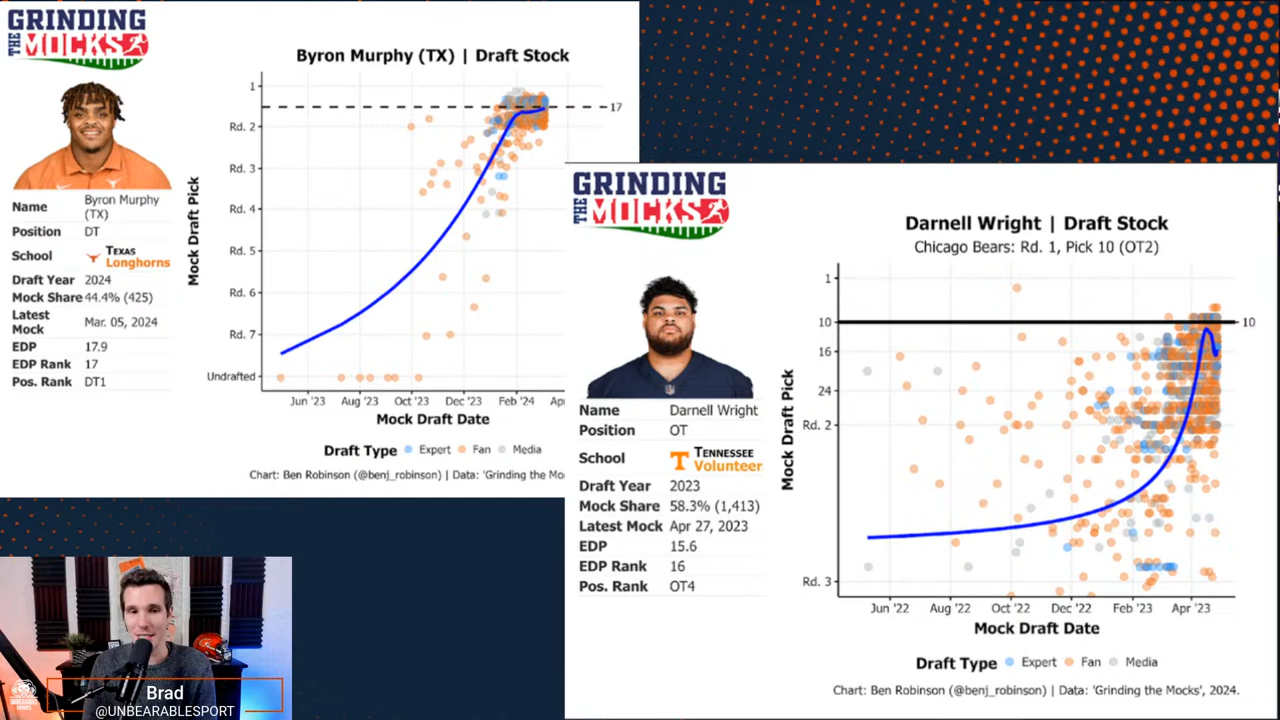 GRINDING
THE MOCKS
Byron Murphy (TX) | Draft Stock
Mock Draft Pick
1
Rd. 2
Rd. 3
Rd. 4
Rd. 5
Rd. 6
Rd. 7
Undrafted
17
Jun '23
Aug '23
Oct '23
Dec '23
Feb '24
Ap
Mock Draft Date
Draft Type Expert Fan Media
Chart: Ben Robinson (@benj_robinson) | Data: 'Grinding the Mo
Name Byron Murphy
(TX)
Position DT
School TEXAS
Longhorns
Draft Year 2024
Mock Share 44.4% (425)
Latest
Mock Mar. 05, 2024
EDP 17.9
EDP Rank 17
Pos. Rank DT1
GRINDING
THE MOCKS
Darnell Wright | Draft Stock
Chicago Bears: Rd. 1, Pick 10 (OT2)
Mock Draft Pick
1
10
16
24
Rd. 2
Rd. 3
10
Jun '22
Aug '22
Oct '22
Dec '22
Feb '23
Apr '23
Mock Draft Date
Draft Type Expert Fan Media
Chart: Ben Robinson (@benj_robinson) | Data: 'Grinding the Mocks', 2024.
Name Darnell Wright
Position OT
School TENNESSEE
Volunteer
Draft Year 2023
Mock Share 58.3% (1,413)
Latest Mock Apr 27, 2023
EDP 15.6
EDP Rank 16
Pos. Rank OT4
Brad
@UNBEARABLESPORT